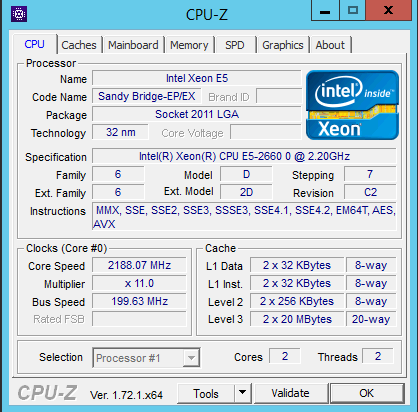 CPU-Z
CPU Caches Mainboard Memory SPD Graphics About
Processor
Name Intel Xeon E5
Code Name Sandy Bridge-EP/EX Brand ID
Package Socket 2011 LGA
Technology 32 nm Core Voltage
intel inside™
Xeon
Specification Intel(R) Xeon(R) CPU E5-2660 0 @ 2.20GHz
Family 6 Model D Stepping 7
Ext. Family 6 Ext. Model 2D Revision C2
Instructions MMX, SSE, SSE2, SSE3, SSSE3, SSE4.1, SSE4.2, EM64T, AES,
AVX
Clocks (Core #0)
Core Speed 2188.07 MHz
Multiplier x 11.0
Bus Speed 199.63 MHz
Rated FSB
Cache
L1 Data 2 x 32 KBytes 8-way
L1 Inst. 2 x 32 KBytes 8-way
Level 2 2 x 256 KBytes 8-way
Level 3 2 x 20 MBytes 20-way
Selection Processor #1 Cores 2 Threads 2
CPU-Z Ver. 1.72.1.x64 Tools Validate OK